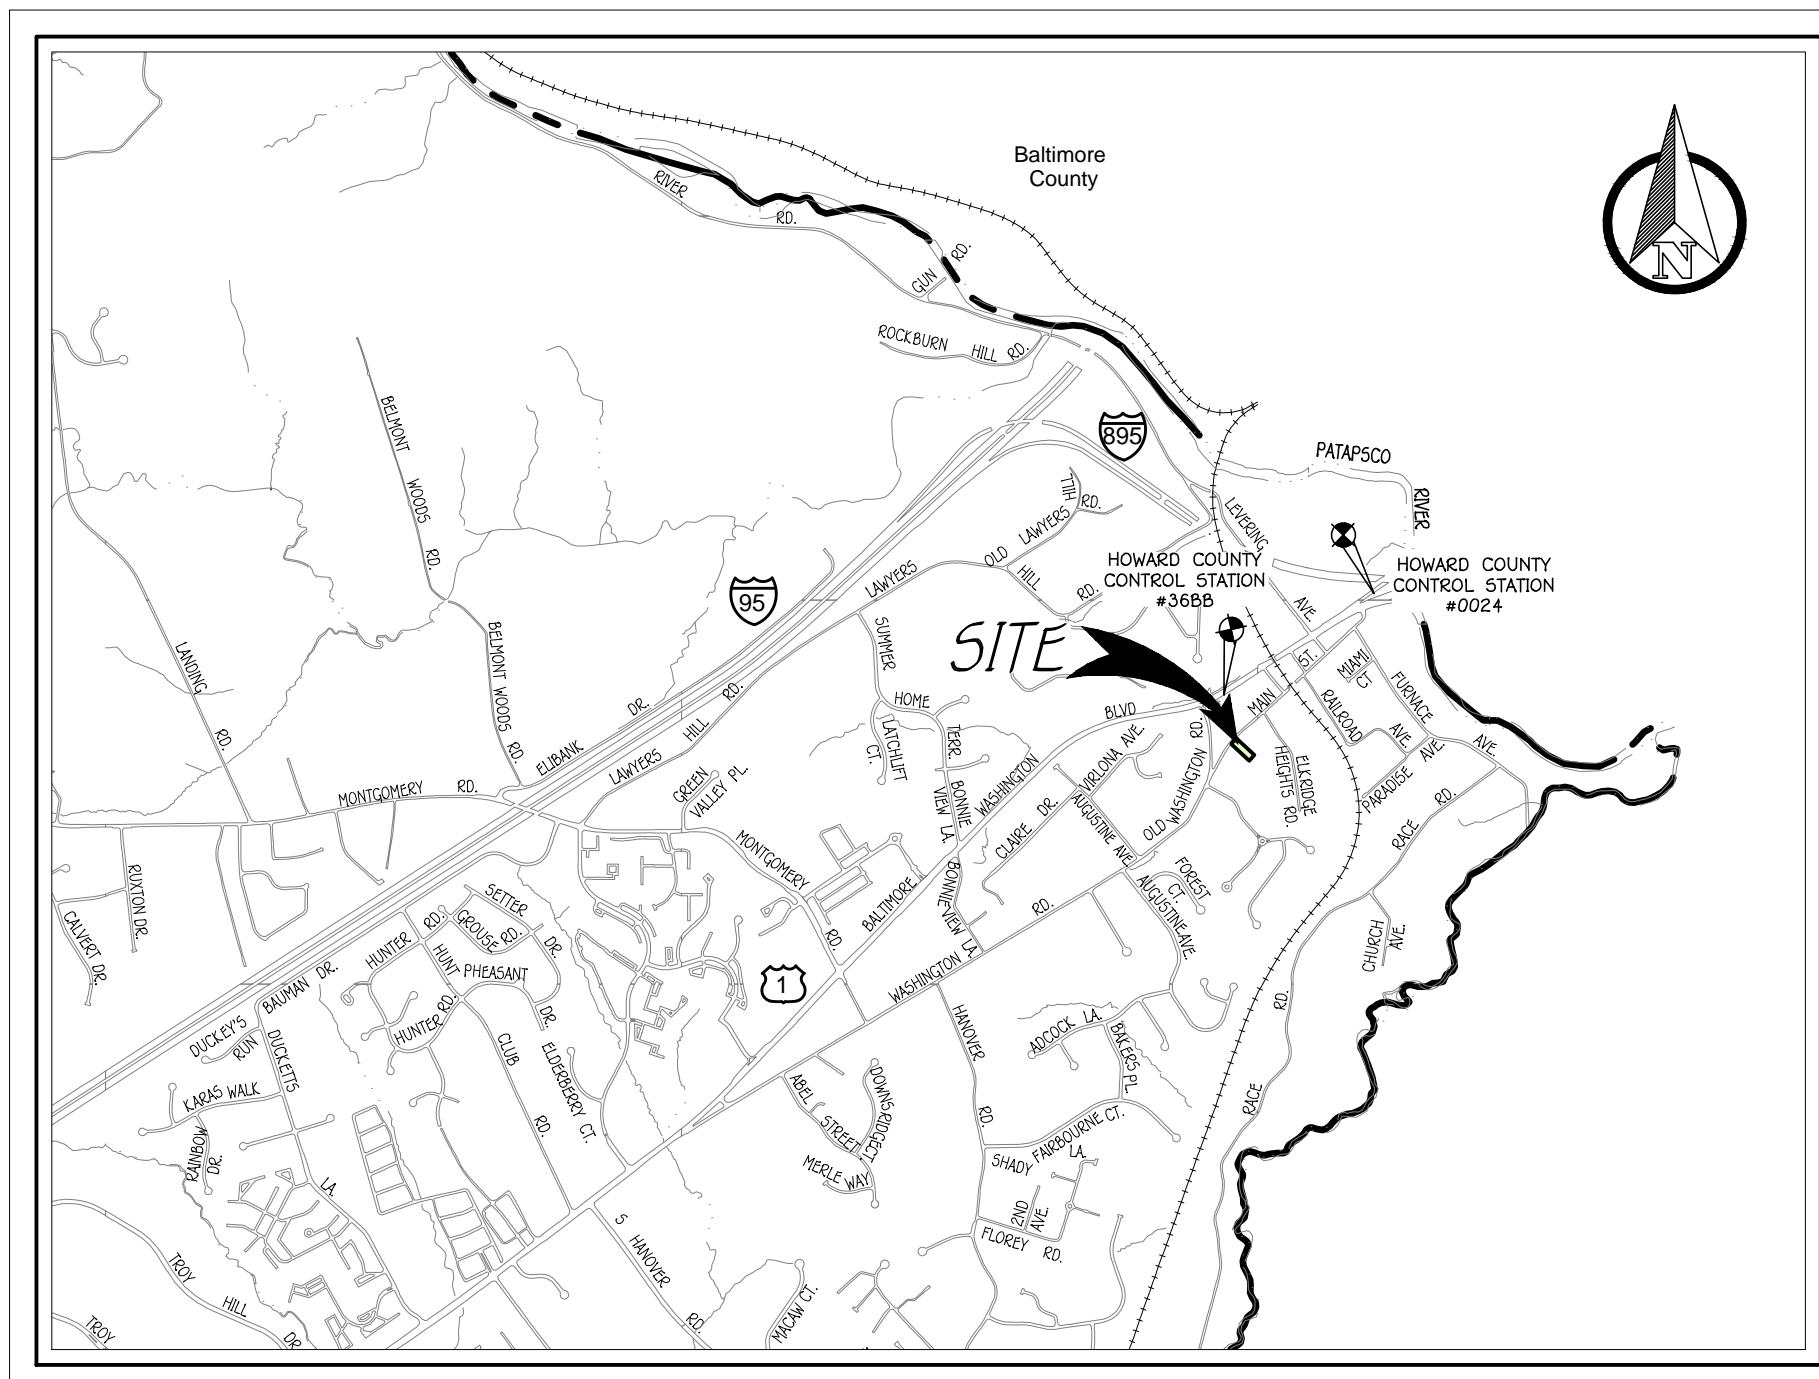 Baltimore
County
N
RIVER
RD.
GUN
RD.
ROCKBURN
HILL
RD.
895
PATAPSCO
RIVER
BELMONT
WOODS
RD.
HILL
RD.
LAWYERS
OLD
HILL
RD.
LAWYERS
LEVERING
AVE.
HOWARD COUNTY
CONTROL STATION
#36BB
HOWARD COUNTY
CONTROL STATION
#0024
95
SITE
LANDING
RD.
BELMONT WOODS
RD.
SUMMER
HOME
TERR.
LATCHLIFT
CT.
ELIBANK
DR.
LAWYERS
HILL
RD.
BLVD
WASHINGTON
MAIN
ST.
MIAMI
CT
FURNACE
AVE.
RAILROAD
AVE.
PARADISE
AVE.
ELKRIDGE
HEIGHTS RD.
VIRLONA AVE.
OLD
WASHINGTON
RD.
CLAIRE
DR.
AUGUSTINE
AVE.
BONNIE
VIEW LA.
GREEN
VALLEY PL.
MONTGOMERY
RD.
MONTGOMERY
RD.
RACE
RD.
RUXTON DR.
CALVERT DR.
SETTER
DR.
GROUSE
RD.
HUNTER
RD.
HUNT
PHEASANT
DR.
HUNTER
RD.
CLUB
RD.
BALTIMORE
BONNIEVIEW
LA.
WASHINGTON
RD.
FOREST
CT.
AUGUSTINE AVE.
CHURCH
AVE.
1
DUCKEY'S
RUN
BAUMAN
DR.
DUCKETTS
LA.
KARAS WALK
RAINBOW
DR.
ELDERBERRY
CT.
HANOVER
RD.
ADCOCK
LA.
BAKERS
PL
RACE
RD.
ABEL
STREET
DOWNS RIDGE
CT.
MERLE WAY
FAIRBOURNE CT.
SHADY
LA.
2ND
AVE.
FLOREY
RD.
S
HANOVER
RD.
MACAW CT.
TROY
HILL
DR.
TROY